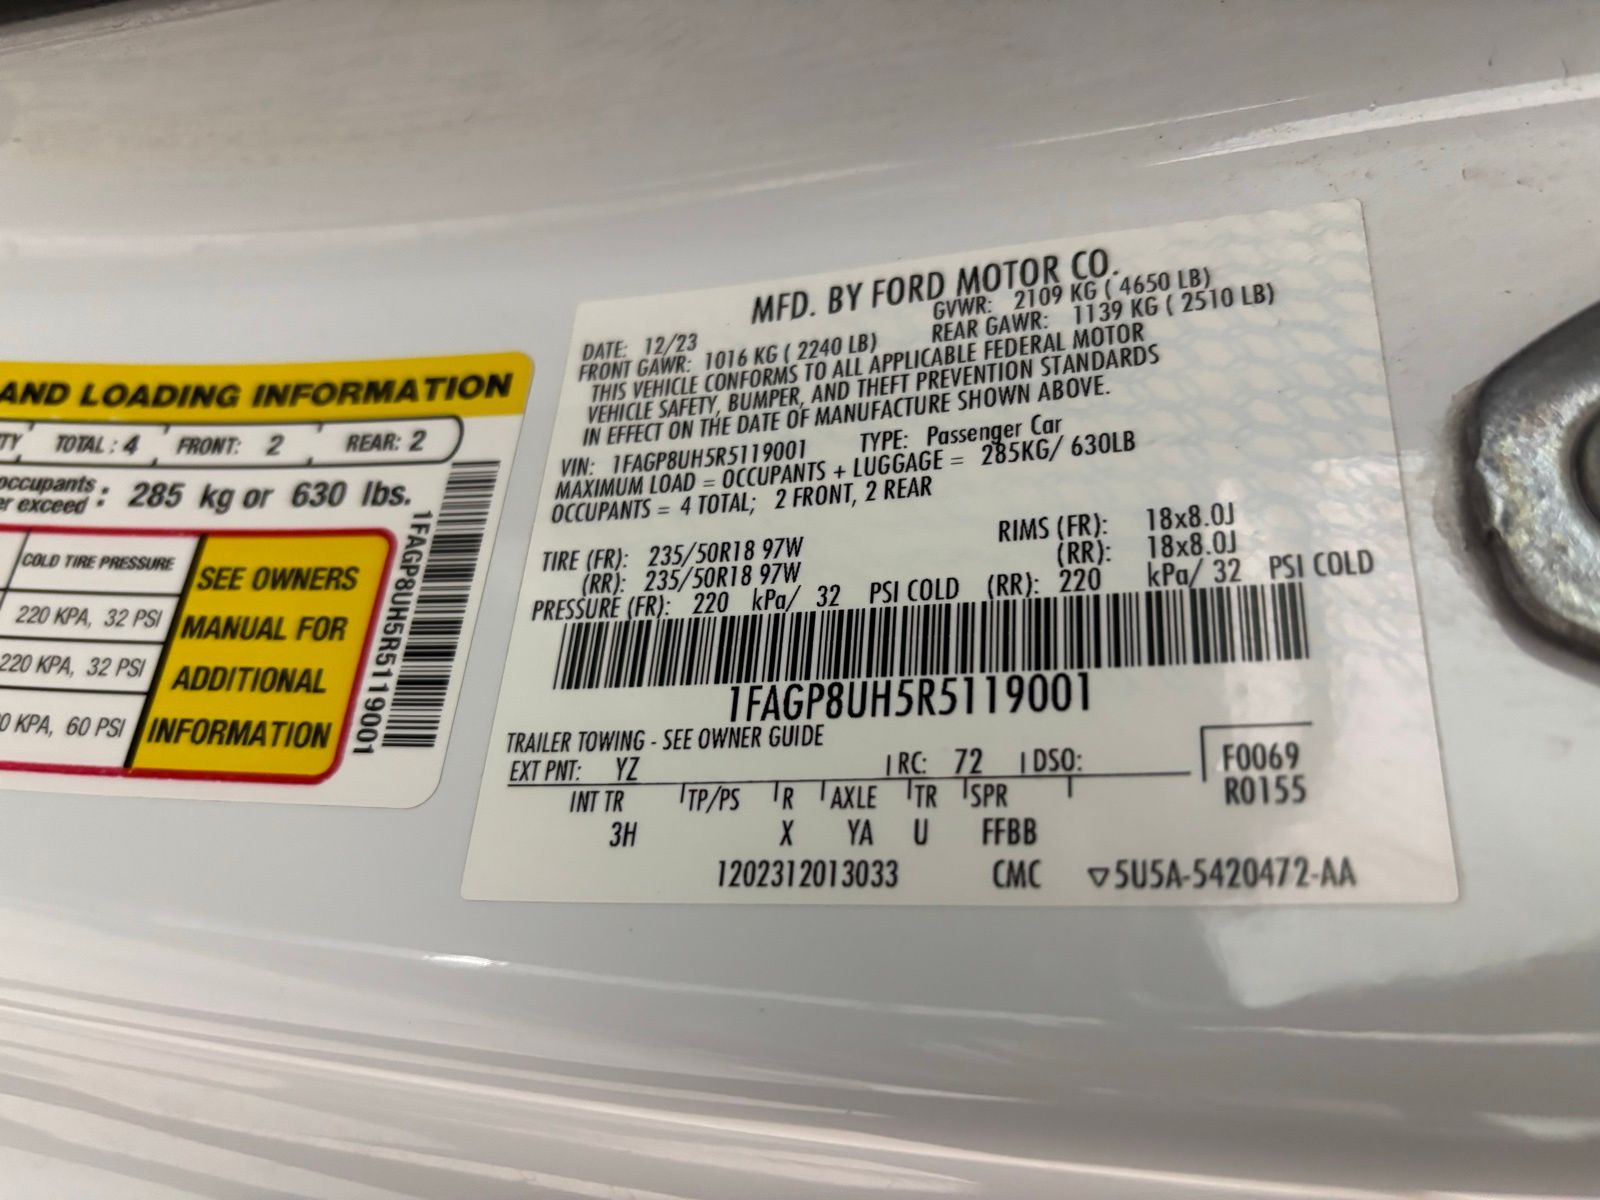 AND LOADING INFORMATION
TY TOTAL: 4 FRONT: 2 REAR: 2
occupants
er exceed : 285 kg or 630 lbs.
COLD TIRE PRESSURE
220 KPA, 32 PSI
220 KPA, 32 PSI
0 KPA, 60 PSI
SEE OWNERS
MANUAL FOR
ADDITIONAL
INFORMATION
1FAGP8UH5R5119001
MFD. BY FORD MOTOR CO.
DATE: 12/23 GVWR: 2109 KG ( 4650 LB)
FRONT GAWR: 1016 KG ( 2240 LB) REAR GAWR: 1139 KG ( 2510 LB)
THIS VEHICLE CONFORMS TO ALL APPLICABLE FEDERAL MOTOR
VEHICLE SAFETY, BUMPER, AND THEFT PREVENTION STANDARDS
IN EFFECT ON THE DATE OF MANUFACTURE SHOWN ABOVE.
VIN: 1FAGP8UH5R5119001 TYPE: Passenger Car
MAXIMUM LOAD = OCCUPANTS + LUGGAGE = 285KG/ 630LB
OCCUPANTS = 4 TOTAL; 2 FRONT, 2 REAR
TIRE (FR): 235/50R18 97W RIMS (FR): 18x8.0J
(RR): 235/50R18 97W (RR): 18x8.0J
PRESSURE (FR): 220 kPa/ 32 PSI COLD (RR): 220 kPa/ 32 PSI COLD
1FAGP8UH5R5119001
TRAILER TOWING - SEE OWNER GUIDE
EXT PNT: YZ RC: 72 DSO: F0069
INT TR TP/PS R AXLE TR SPR R0155
3H X YA U FFBB
1202312013033 CMC ▽5U5A-5420472-AA